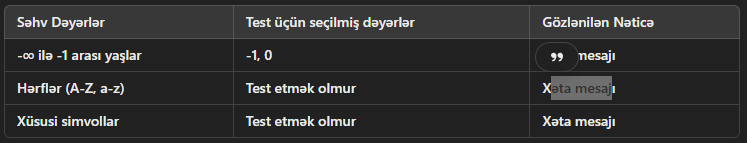 Səhv Dəyərlər Test üçün seçilmiş dəyərlər Gözlənilən Nəticə
-∞ ilə -1 arası yaşlar -1, 0 mesajı
Hərflər (A-Z, a-z) Test etmək olmur Xəta mesajı
Xüsusi simvollar Test etmək olmur Xəta mesajı